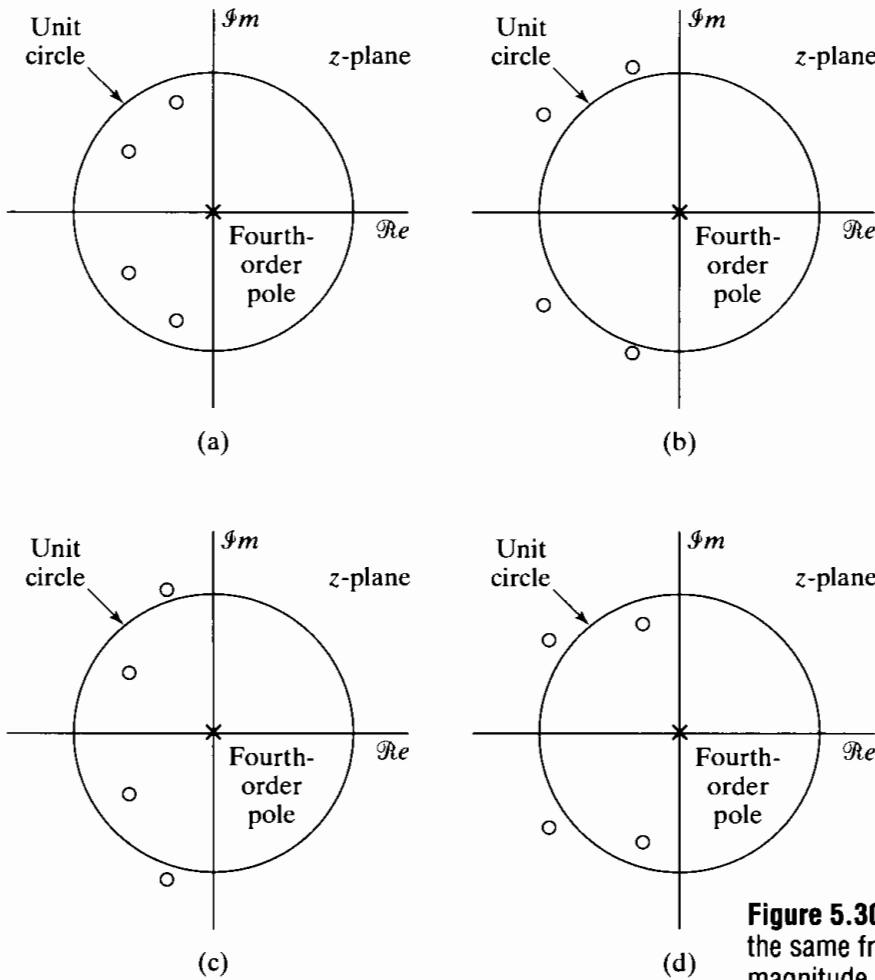 Unit
circle
ℐm
z-plane
ℛe
Fourth-
order
pole
(a)
Unit
circle
ℐm
z-plane
ℛe
Fourth-
order
pole
(b)
Unit
circle
ℐm
z-plane
ℛe
Fourth-
order
pole
(c)
Unit
circle
ℐm
z-plane
ℛe
Fourth-
order
pole
(d)
Figure 5.30
the same fr
magnitude